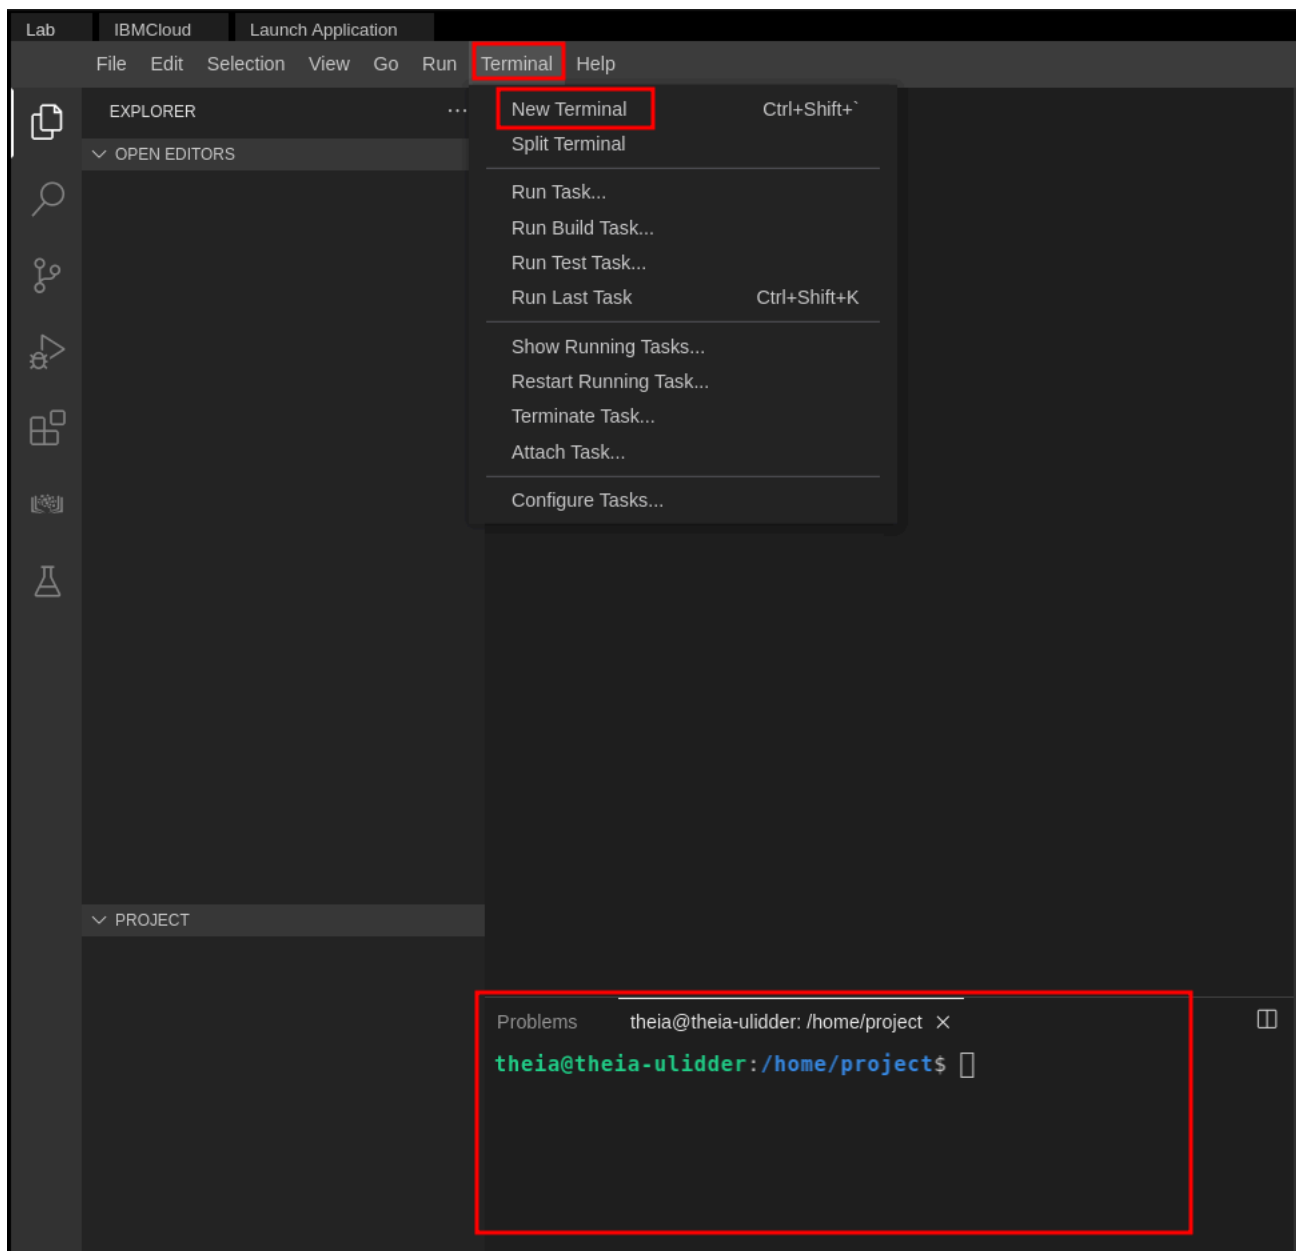 Lab IBMCloud Launch Application
File Edit Selection View Go Run Terminal Help
EXPLORER
OPEN EDITORS
New Terminal Ctrl+Shift+`
Split Terminal
Run Task...
Run Build Task...
Run Test Task...
Run Last Task Ctrl+Shift+K
Show Running Tasks...
Restart Running Task...
Terminate Task...
Attach Task...
Configure Tasks...
PROJECT
Problems theia@theia-ulidder: /home/project
theia@theia-ulidder:/home/project$